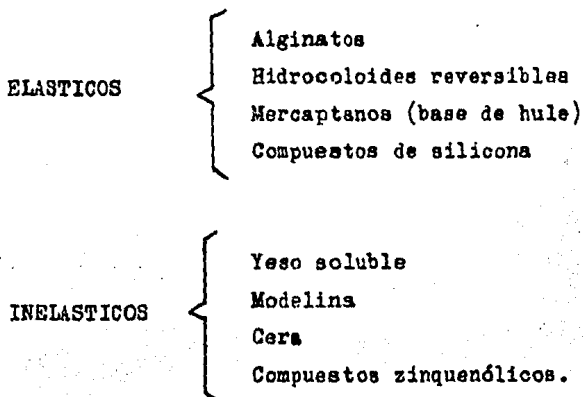 ELASTICOS
Alginatos
Hidrocoloides reversibles
Mercaptanos (base de hule)
Compuestos de silicona
INELASTICOS
Yeso soluble
Modelina
Cera
Compuestos zinquenólicos.